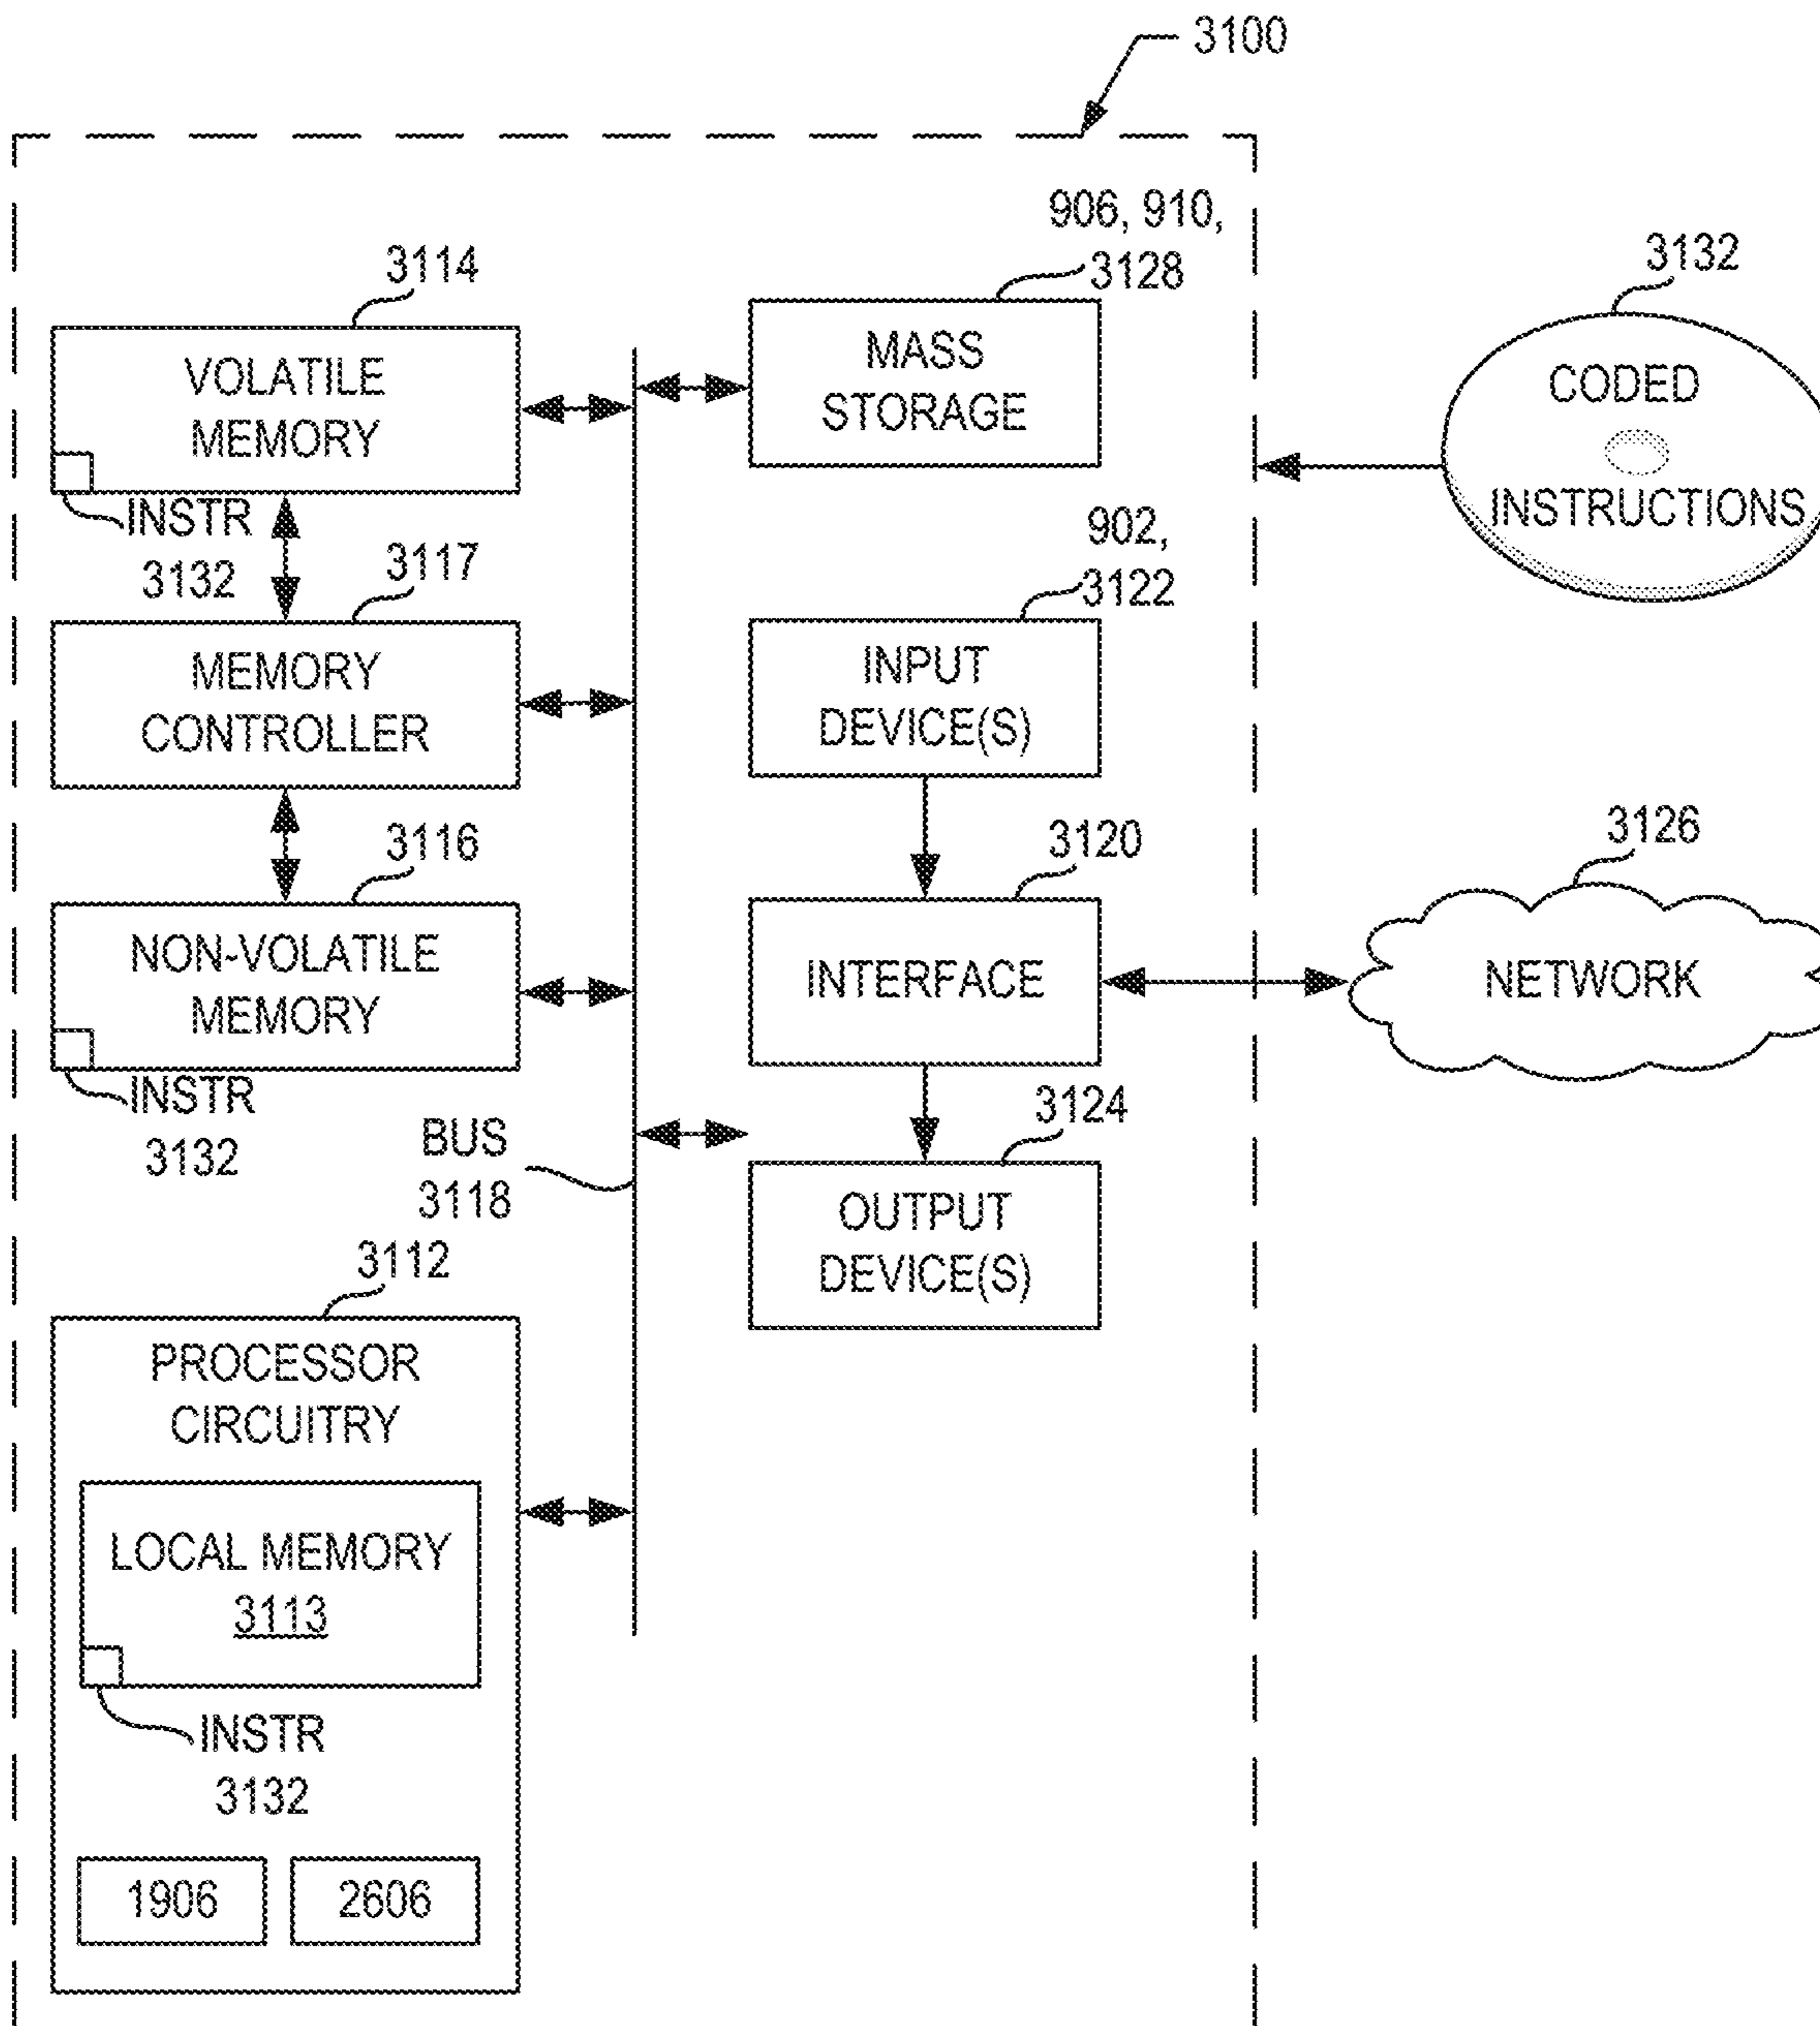 3100
906, 910,
3128
3114
VOLATILE
MEMORY
INSTR
3132
MASS
STORAGE
3132
CODED
INSTRUCTIONS
3117
MEMORY
CONTROLLER
902,
3122
INPUT
DEVICE(S)
3116
NON-VOLATILE
MEMORY
INSTR
3132
3120
INTERFACE
3126
NETWORK
BUS
3118
3124
OUTPUT
DEVICE(S)
3112
PROCESSOR
CIRCUITRY
LOCAL MEMORY
3113
INSTR
3132
1906
2606